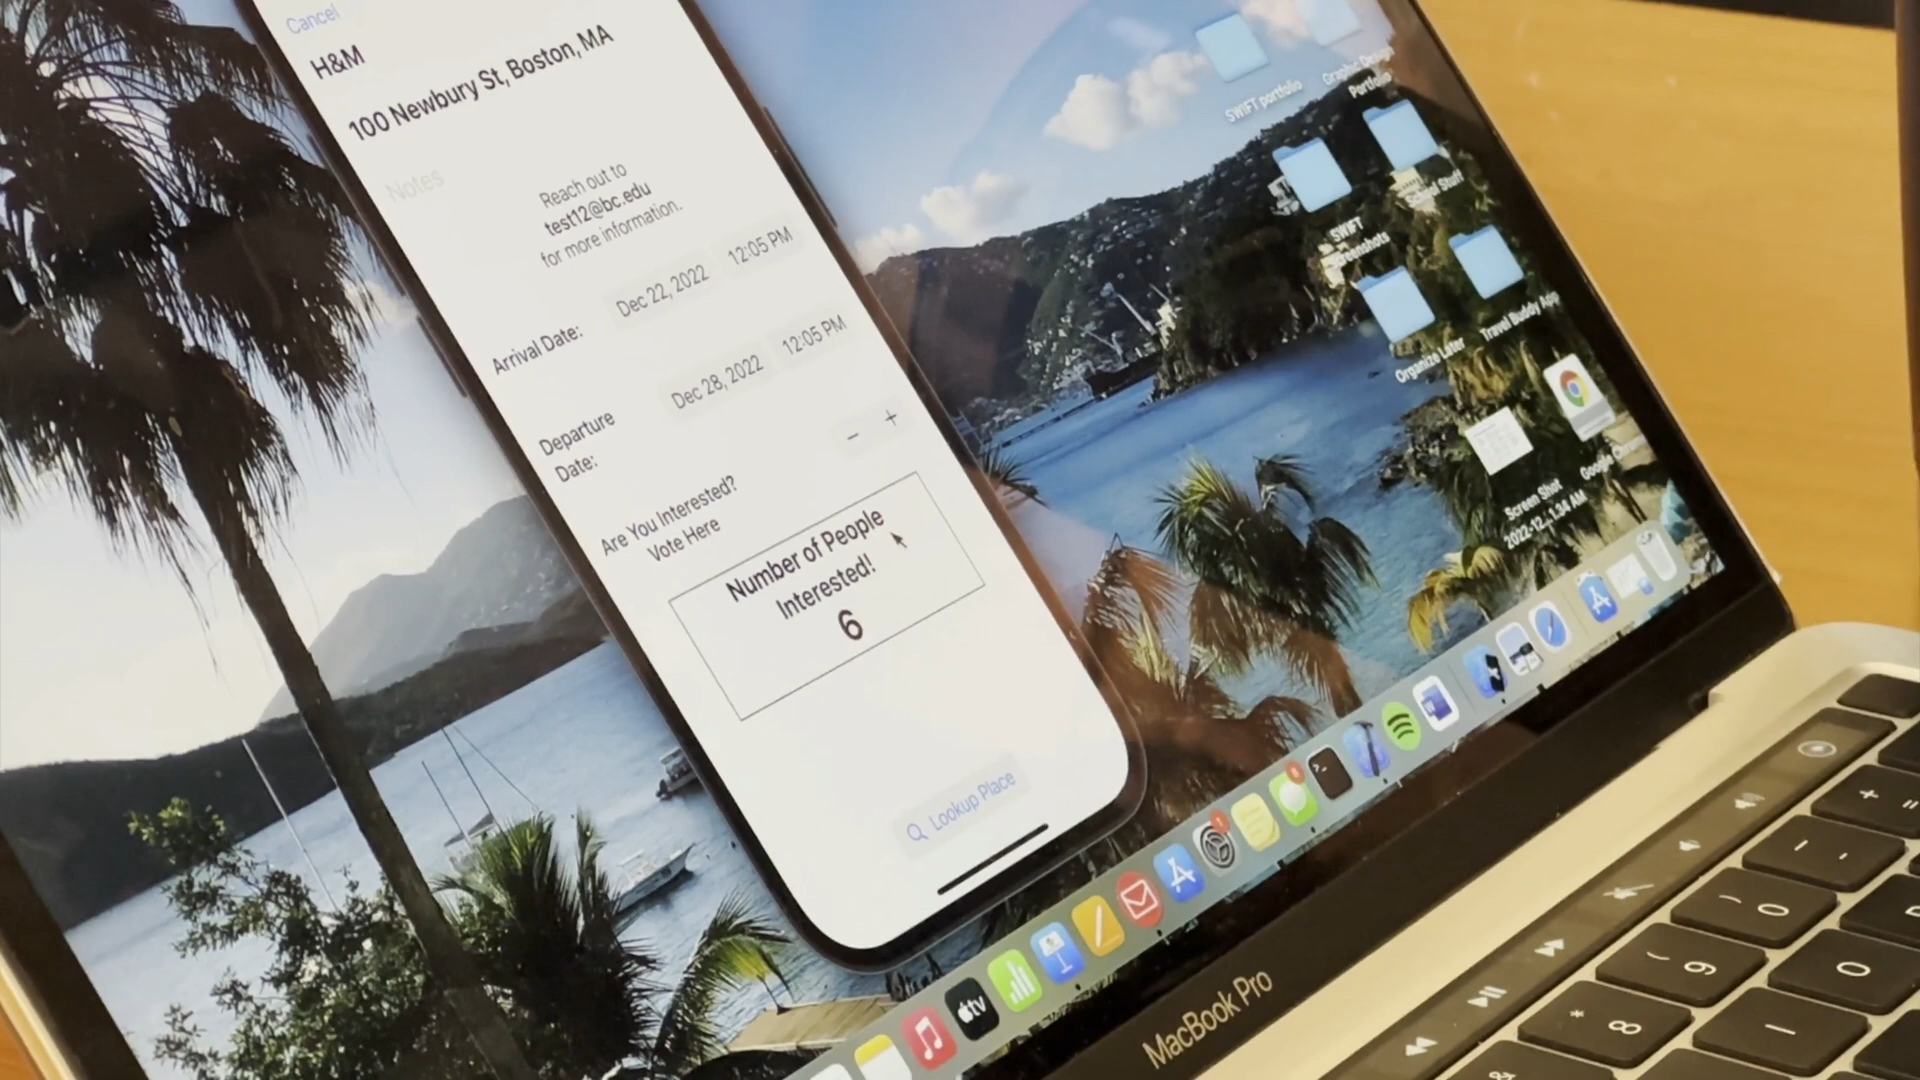 Cancel
H&M
100 Newbury St, Boston, MA
Notes
Reach out to
test12@bc.edu
for more information.
Arrival Date:
Dec 22, 2022
12:05 PM
Departure
Date:
Dec 28, 2022
12:05 PM
Are You Interested?
Vote Here
− +
Number of People
Interested!
6
Lookup Place
SWIFT portfolio
Graphic Design
Portfolio
SWIFT
Screenshots
Stuff
Organize Later
Travel Buddy App
Screen Shot
2022-12...1.34 AM
Google Chrome
tv
MacBook Pro